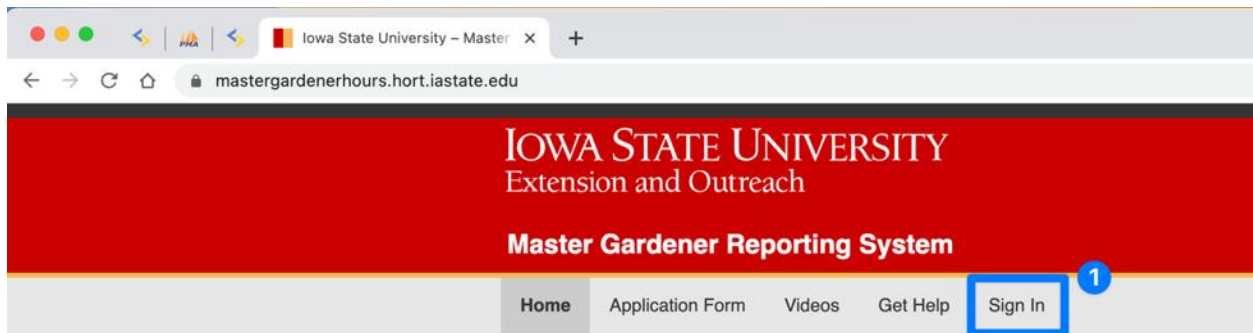 PMA
Iowa State University – Master
mastergardenerhours.hort.iastate.edu
IOWA STATE UNIVERSITY
Extension and Outreach
Master Gardener Reporting System
Home Application Form Videos Get Help Sign In 1